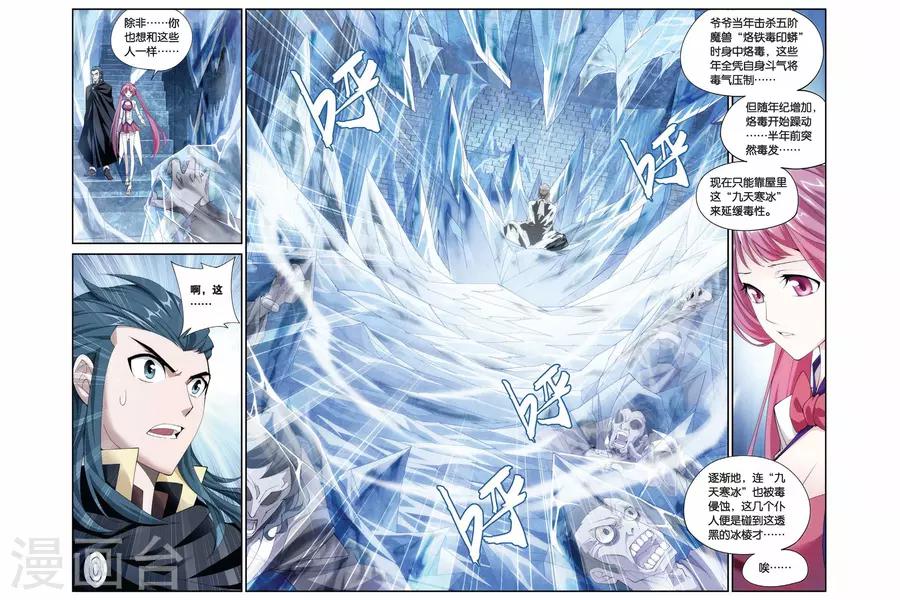 除非……你
也想和这些
人一样……
啊，这
……
呼
呼
呼
呼
爷爷当年击杀五阶
魔兽“烙铁毒印蟒”
时身中烙毒，这些
年全凭自身斗气将
毒气压制……
但随年纪增加，
烙毒开始躁动
……半年前突
然毒发……
现在只能靠屋里
这“九天寒冰”
来延缓毒性。
逐渐地，连“九
天寒冰”也被毒
侵蚀，这几个仆
人便是碰到这透
黑的冰棱才……
唉……
漫画台